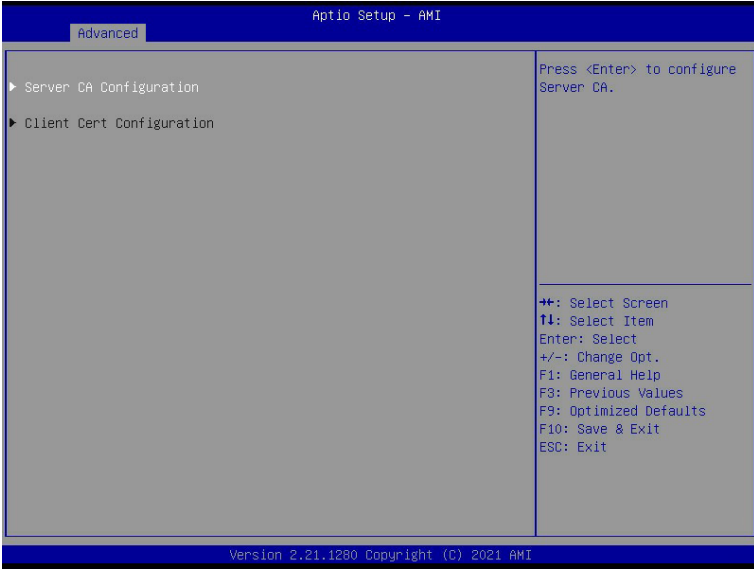 Aptio Setup – AMI
Advanced
▶ Server CA Configuration
▶ Client Cert Configuration
Press <Enter> to configure
Server CA.
→←: Select Screen
↑↓: Select Item
Enter: Select
+/-: Change Opt.
F1: General Help
F3: Previous Values
F9: Optimized Defaults
F10: Save & Exit
ESC: Exit
Version 2.21.1280 Copyright (C) 2021 AMI